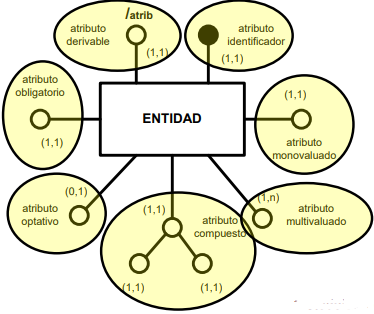 /atrib
atributo
derivable
(1,1)
atributo
identificador
(1,1)
atributo
obligatorio
(1,1)
ENTIDAD
(1,1)
atributo
monovaluado
(0,1)
atributo
optativo
(1,1)
atributo
compuesto
(1,1)
(1,1)
(1,n)
atributo
multivaluado